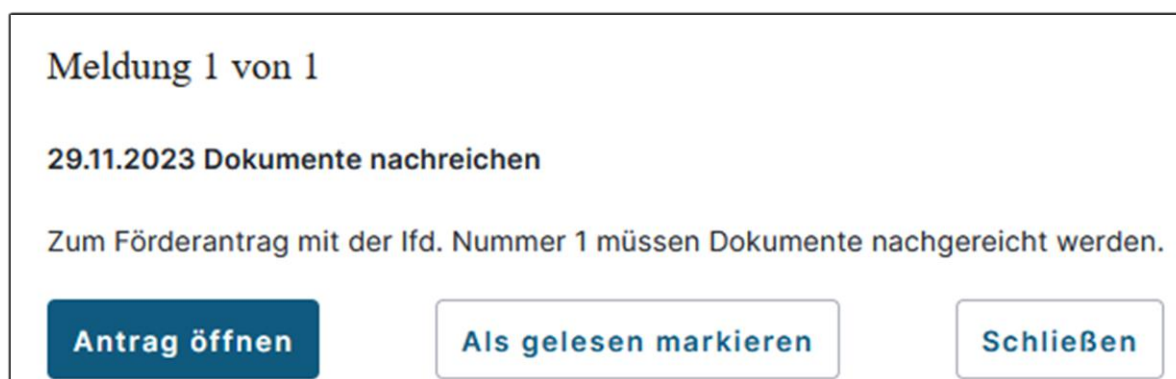 Meldung 1 von 1
29.11.2023 Dokumente nachreichen
Zum Förderantrag mit der lfd. Nummer 1 müssen Dokumente nachgereicht werden.
Antrag öffnen Als gelesen markieren Schließen